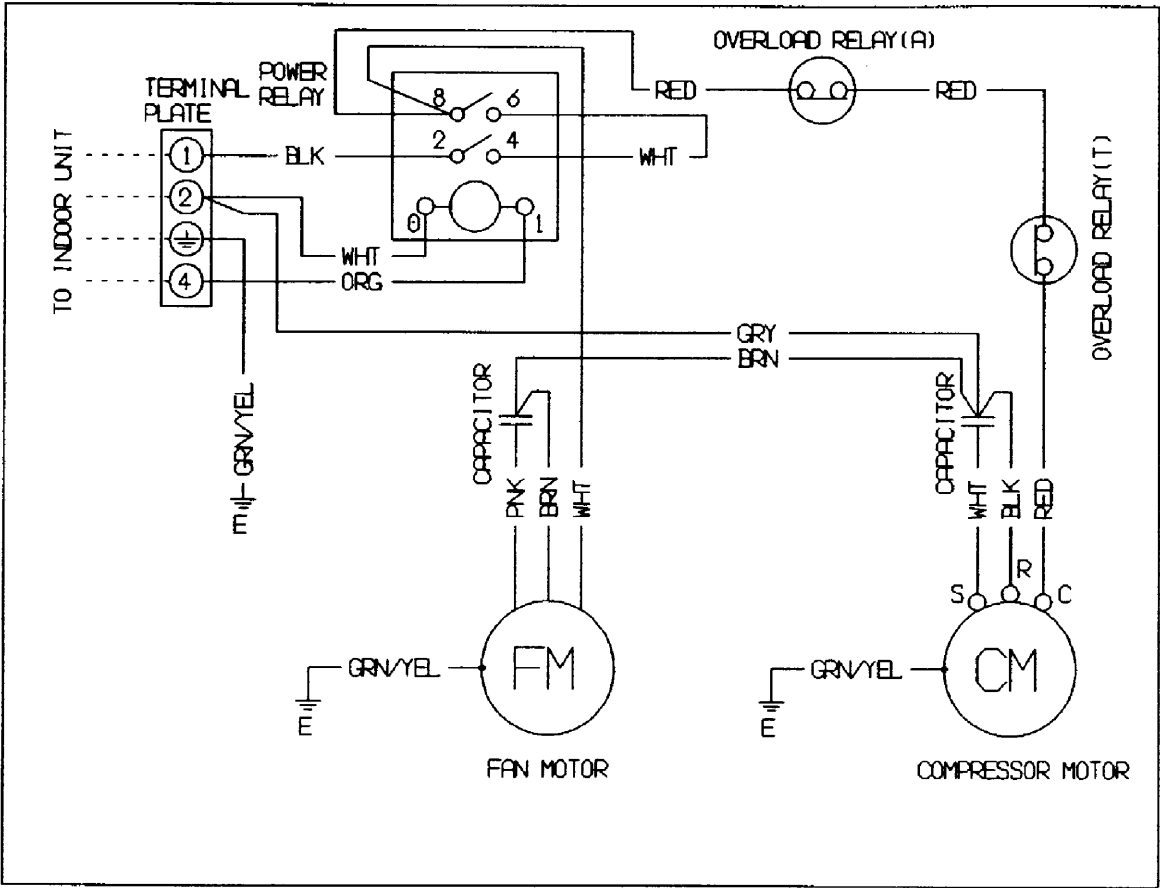 OVERLOAD RELAY(A)
POWER
RELAY
TERMINAL
PLATE
RED
RED
8
6
2
4
1
BLK
WHT
TO INDOOR UNIT
2
0
1
WHT
4
ORG
OVERLOAD RELAY(T)
GRY
BRN
GRN/YEL
E
CAPACITOR
CAPACITOR
PNK
BRN
WHT
WHT
BLK
RED
S
R
C
FM
CM
GRN/YEL
E
GRN/YEL
E
FAN MOTOR
COMPRESSOR MOTOR